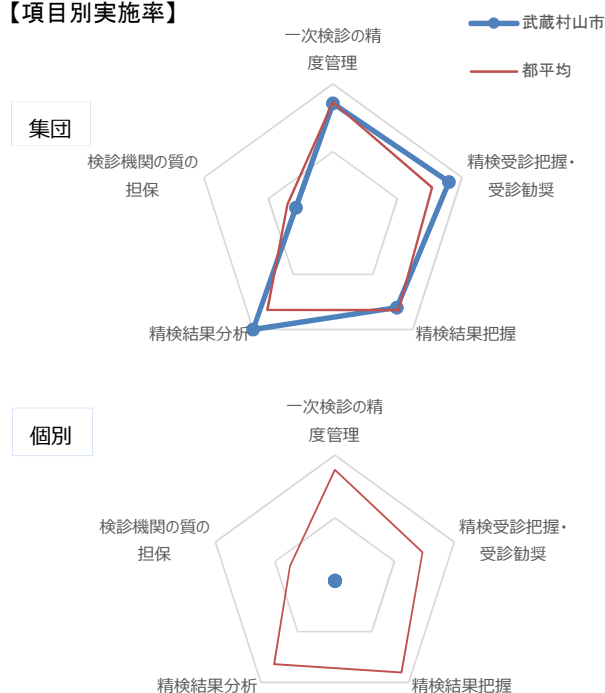 【項目別実施率】
武蔵村山市
都平均
集団
一次検診の精
度管理
精検受診把握・
受診勧奨
精検結果把握
精検結果分析
検診機関の質の
担保
個別
一次検診の精
度管理
精検受診把握・
受診勧奨
精検結果把握
精検結果分析
検診機関の質の
担保